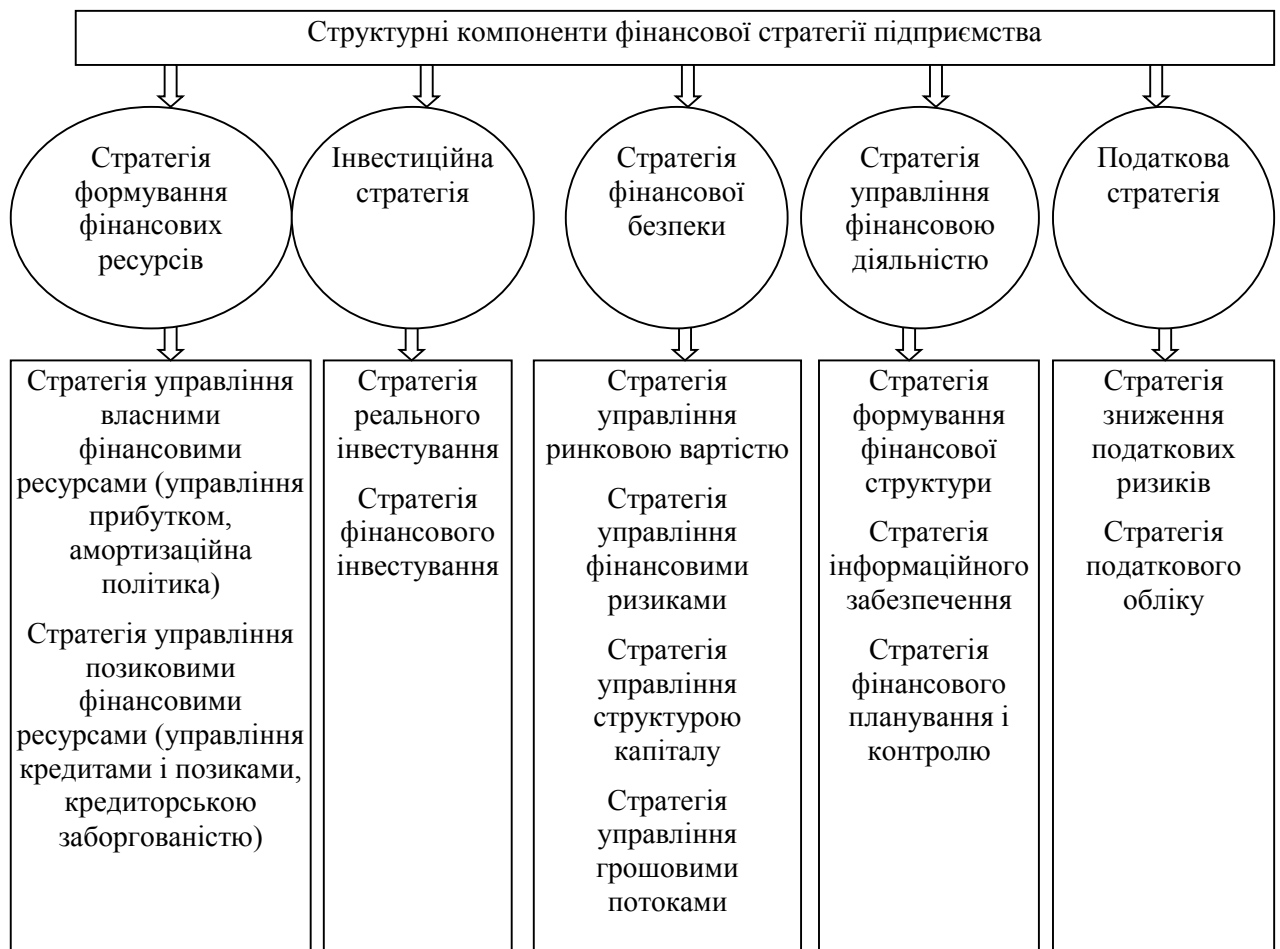 Структурні компоненти фінансової стратегії підприємства
Стратегія
формування
фінансових
ресурсів
Інвестиційна
стратегія
Стратегія
фінансової
безпеки
Стратегія
управління
фінансовою
діяльністю
Податкова
стратегія
Стратегія управління
власними
фінансовими
ресурсами (управління
прибутком,
амортизаційна
політика)
Стратегія управління
позиковими
фінансовими
ресурсами (управління
кредитами і позиками,
кредиторською
заборгованістю)
Стратегія
реального
інвестування
Стратегія
фінансового
інвестування
Стратегія
управління
ринковою вартістю
Стратегія
управління
фінансовими
ризиками
Стратегія
управління
структурою
капіталу
Стратегія
управління
грошовими
потоками
Стратегія
формування
фінансової
структури
Стратегія
інформаційного
забезпечення
Стратегія
фінансового
планування і
контролю
Стратегія
зниження
податкових
ризиків
Стратегія
податкового
обліку